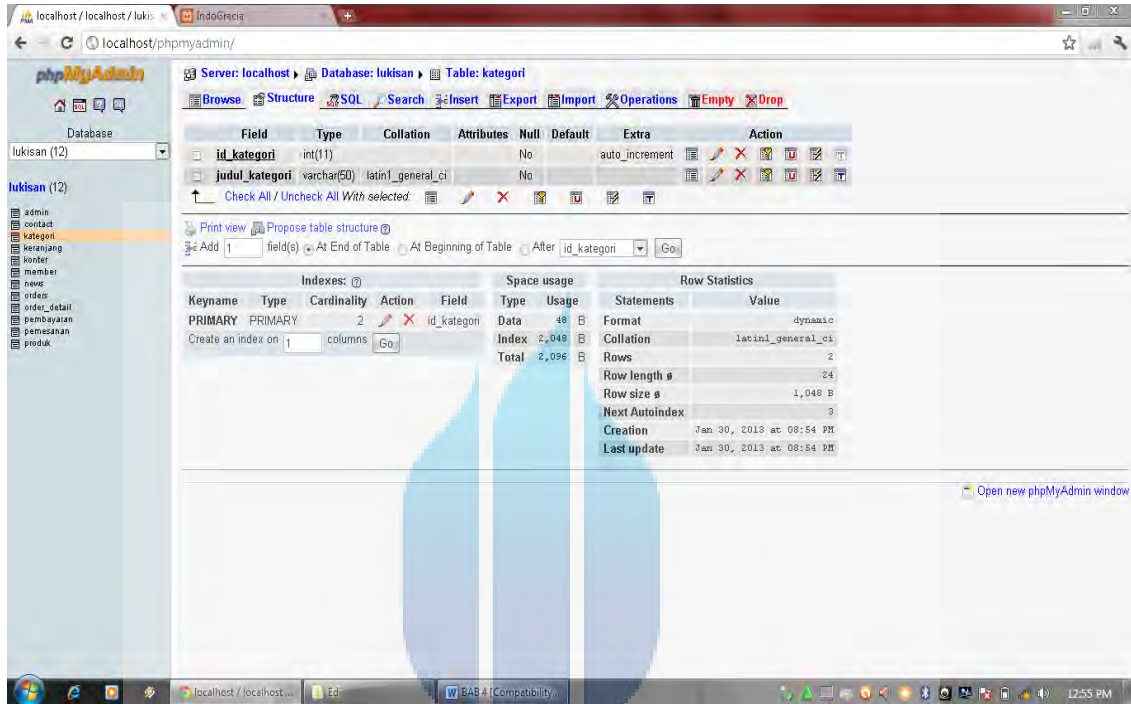 localhost / localhost / lukis
IndoGracia
localhost/phpmyadmin/
phpMyAdmin
Database
lukisan (12)
lukisan (12)
admin
contact
kategori
keranjang
konter
member
news
orders
order_detail
pembayaran
pemesanan
produk
Server: localhost Database: lukisan Table: kategori
Browse Structure SQL Search Insert Export Import Operations Empty Drop
Field Type Collation Attributes Null Default Extra Action
id_kategori int(11) No auto_increment
judul_kategori varchar(50) latin1_general_ci No
Check All / Uncheck All With selected:
Print view Propose table structure
Add 1 field(s) At End of Table At Beginning of Table After id_kategori Go
Indexes:
Keyname Type Cardinality Action Field
PRIMARY PRIMARY 2 id_kategori
Create an index on 1 columns Go
Space usage
Type Usage
Data 48 B
Index 2,048 B
Total 2,096 B
Row Statistics
Statements Value
Format dynamic
Collation latin1_general_ci
Rows 2
Row length ø 24
Row size ø 1,048 B
Next Autoindex 3
Creation Jan 30, 2013 at 08:54 PM
Last update Jan 30, 2013 at 08:54 PM
Open new phpMyAdmin window
localhost / localhost ...
BAB 4 [Compatibility
12:55 PM